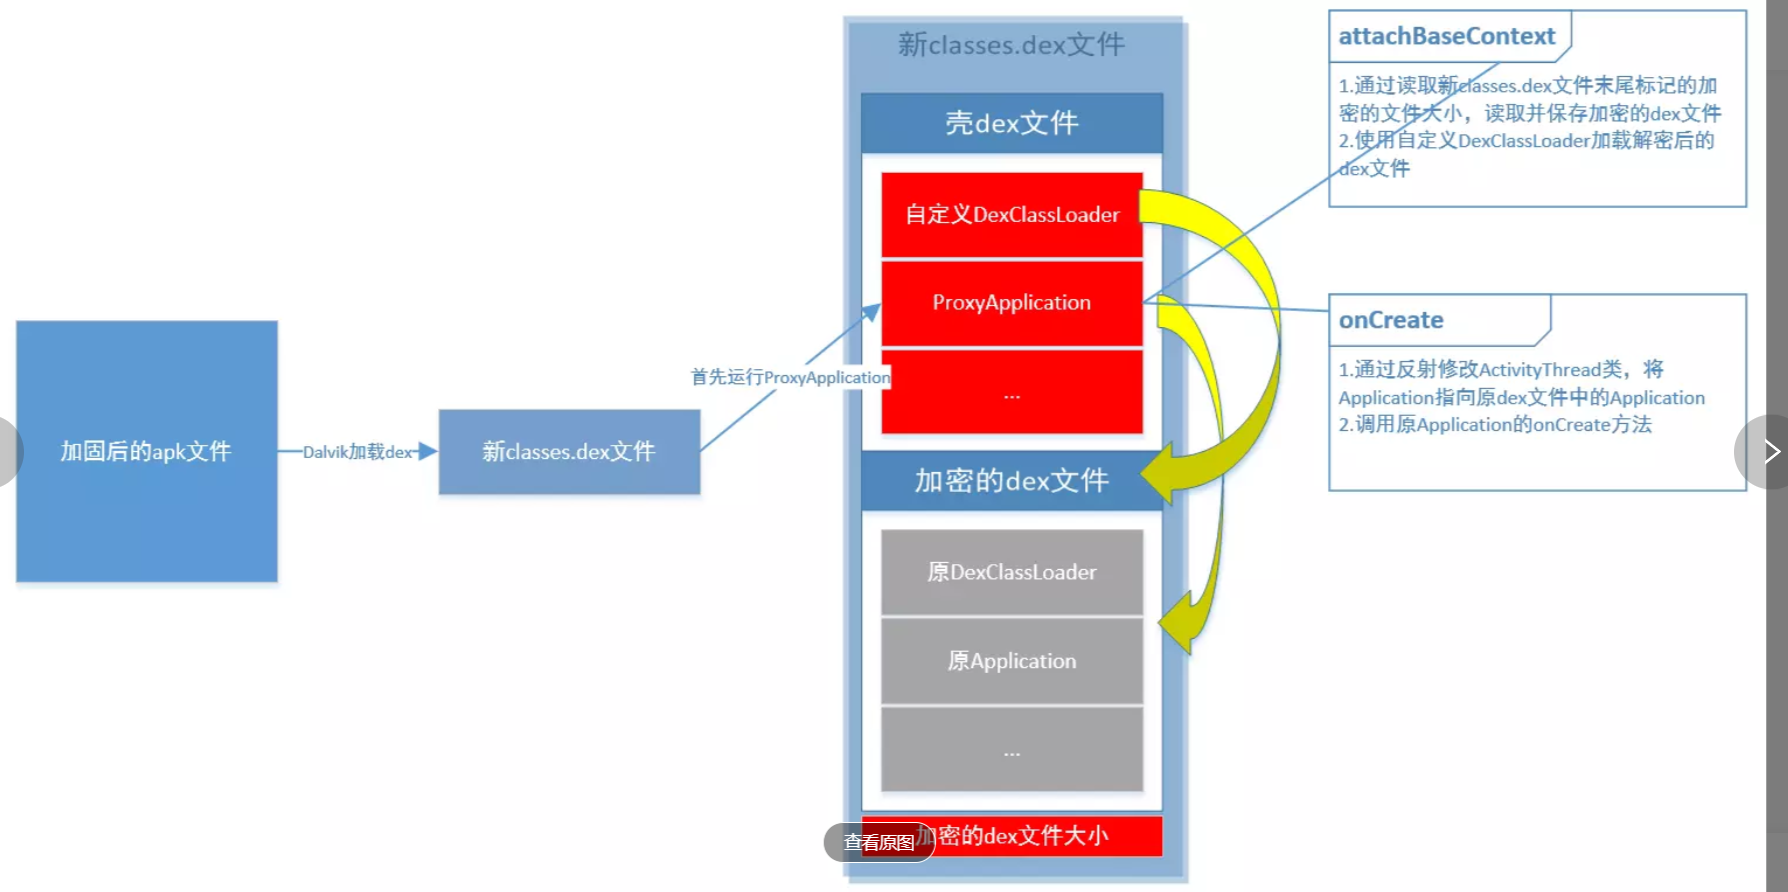 加固后的apk文件
Dalvik加载dex
新classes.dex文件
首先运行ProxyApplication
新classes.dex文件
壳dex文件
自定义DexClassLoader
ProxyApplication
...
加密的dex文件
原DexClassLoader
原Application
...
加密的dex文件大小
查看原图
attachBaseContext
1.通过读取新classes.dex文件末尾标记的加
密的文件大小，读取并保存加密的dex文件
2.使用自定义DexClassLoader加载解密后的
dex文件
onCreate
1.通过反射修改ActivityThread类，将
Application指向原dex文件中的Application
2.调用原Application的onCreate方法